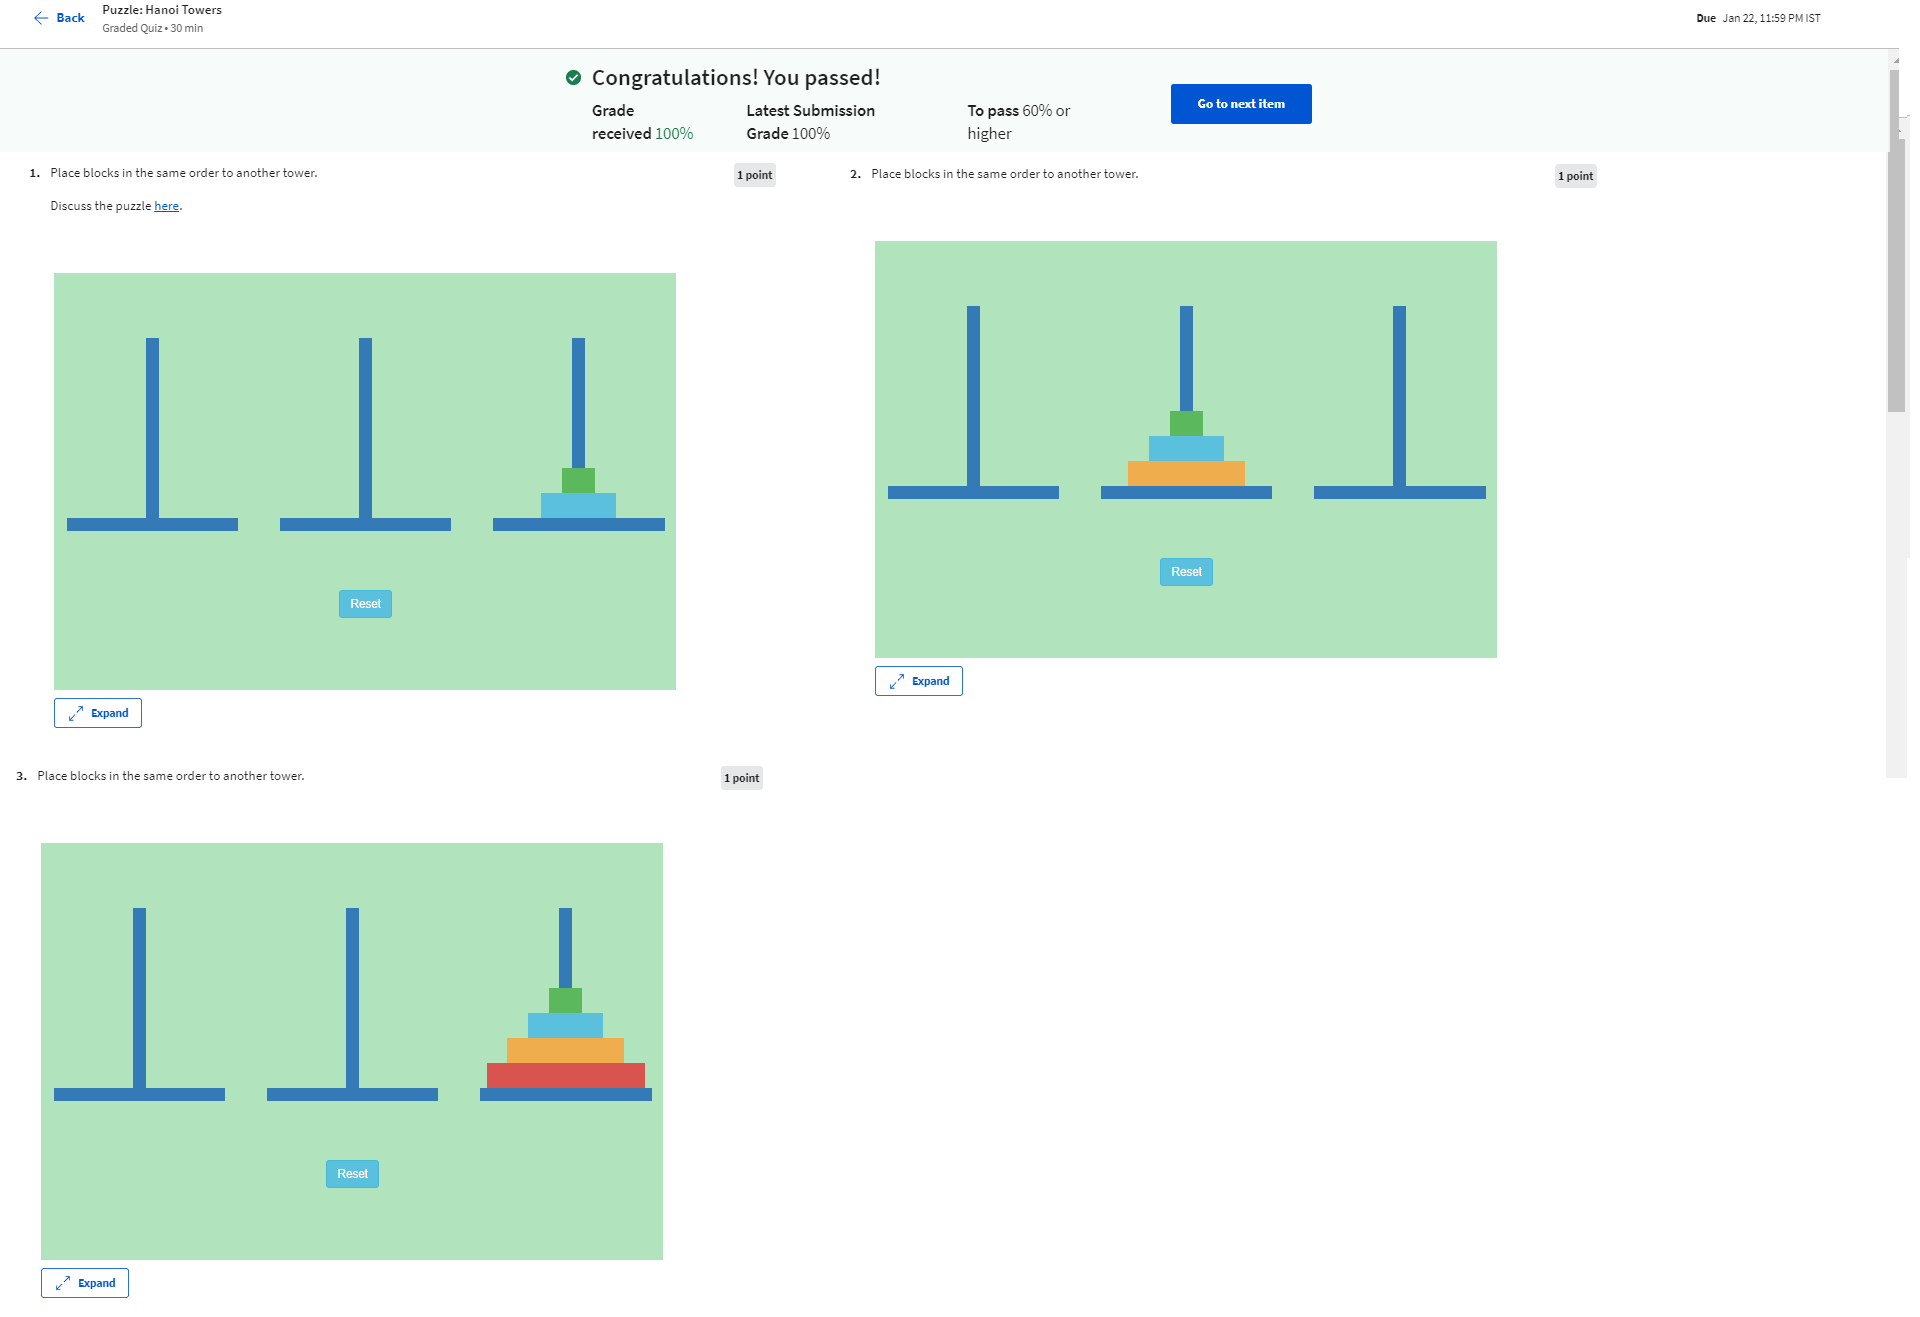 Back
Puzzle: Hanoi Towers
Graded Quiz • 30 min
Due Jan 22, 11:59 PM IST
Congratulations! You passed!
Grade
received 100%
Latest Submission
Grade 100%
To pass 60% or
higher
Go to next item
1. Place blocks in the same order to another tower.
1 point
Discuss the puzzle here.
Reset
Expand
2. Place blocks in the same order to another tower.
1 point
Reset
Expand
3. Place blocks in the same order to another tower.
1 point
Reset
Expand